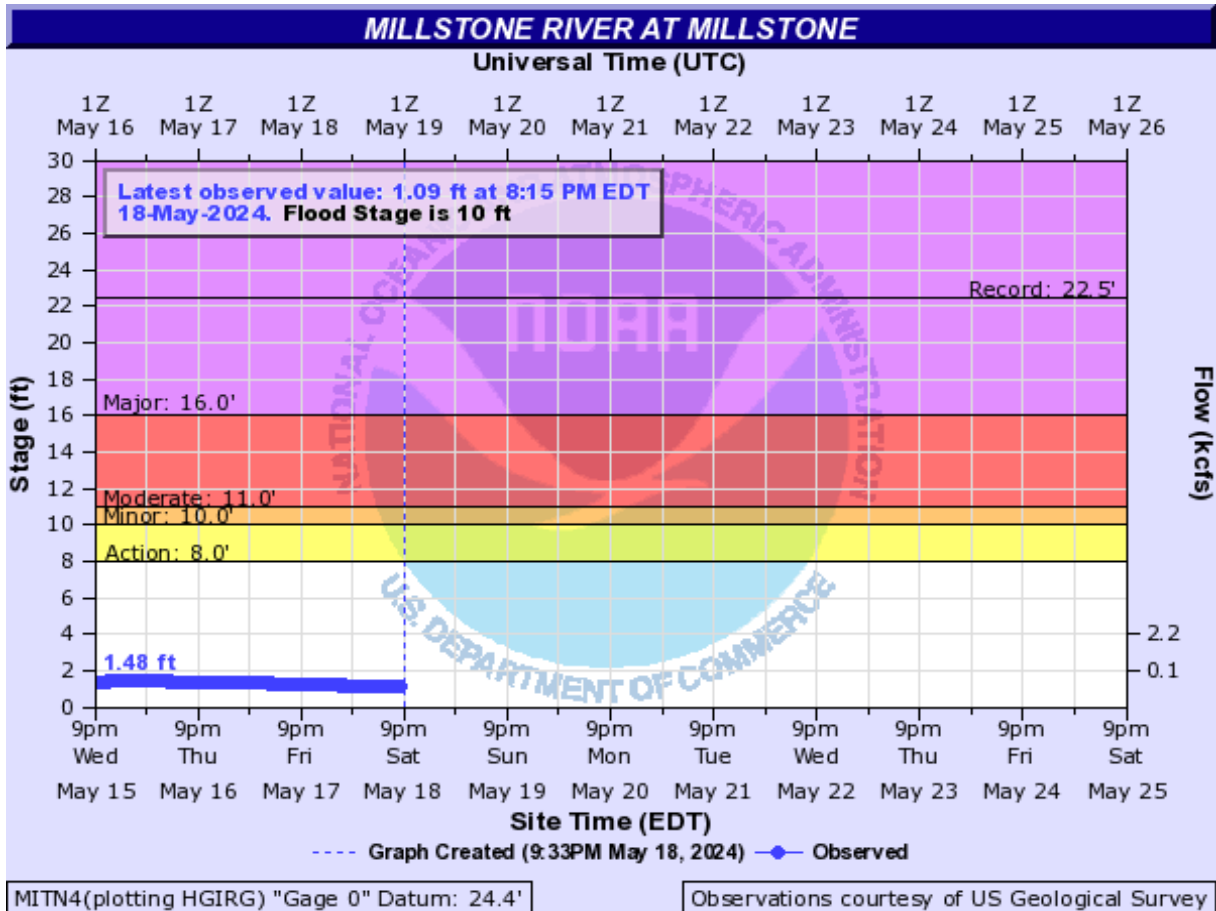 MILLSTONE RIVER AT MILLSTONE
Universal Time (UTC)
1Z 1Z 1Z 1Z 1Z 1Z 1Z 1Z 1Z 1Z 1Z
May 16 May 17 May 18 May 19 May 20 May 21 May 22 May 23 May 24 May 25 May 26
Latest observed value: 1.09 ft at 8:15 PM EDT
18-May-2024. Flood Stage is 10 ft
NATIONAL OCEANIC AND ATMOSPHERIC ADMINISTRATION
NOAA
U.S. DEPARTMENT OF COMMERCE
Record: 22.5'
Major: 16.0'
Moderate: 11.0'
Minor: 10.0'
Action: 8.0'
1.48 ft
Stage (ft)
30
28
26
24
22
20
18
16
14
12
10
8
6
4
2
0
Flow (kcfs)
2.2
0.1
9pm 9pm 9pm 9pm 9pm 9pm 9pm 9pm 9pm 9pm 9pm
Wed Thu Fri Sat Sun Mon Tue Wed Thu Fri Sat
May 15 May 16 May 17 May 18 May 19 May 20 May 21 May 22 May 23 May 24 May 25
Site Time (EDT)
Graph Created (9:33PM May 18, 2024) Observed
MITN4(plotting HGIRG) "Gage 0" Datum: 24.4'
Observations courtesy of US Geological Survey